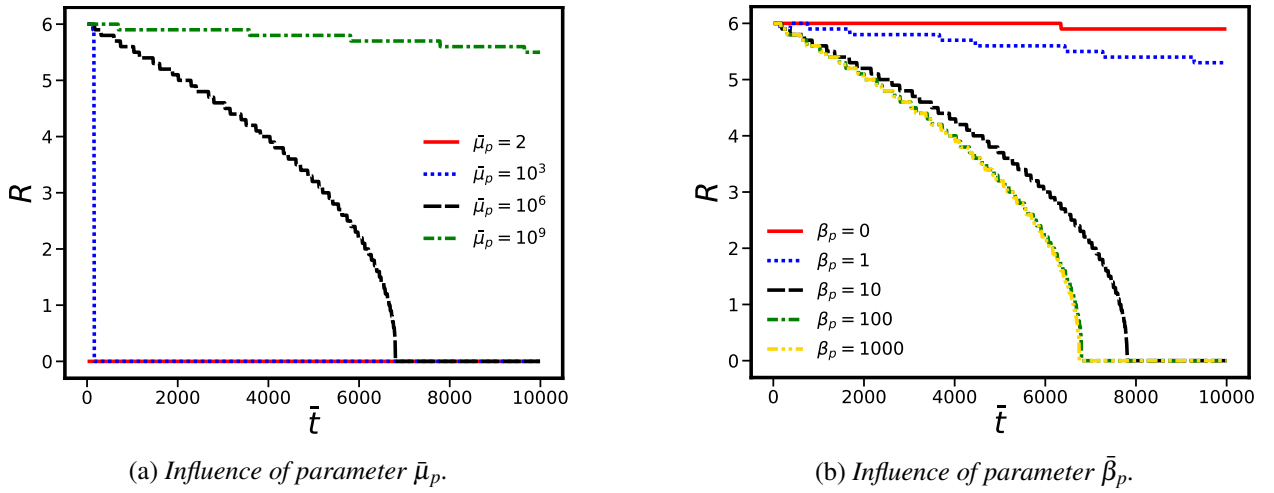 6
5
4
3
2
1
0
R
0 2000 4000 6000 8000 10000
t̄
μ̄ₚ = 2
μ̄ₚ = 10³
μ̄ₚ = 10⁶
μ̄ₚ = 10⁹
(a) Influence of parameter μ̄ₚ.
6
5
4
3
2
1
0
R
0 2000 4000 6000 8000 10000
t̄
βₚ = 0
βₚ = 1
βₚ = 10
βₚ = 100
βₚ = 1000
(b) Influence of parameter β̄ₚ.